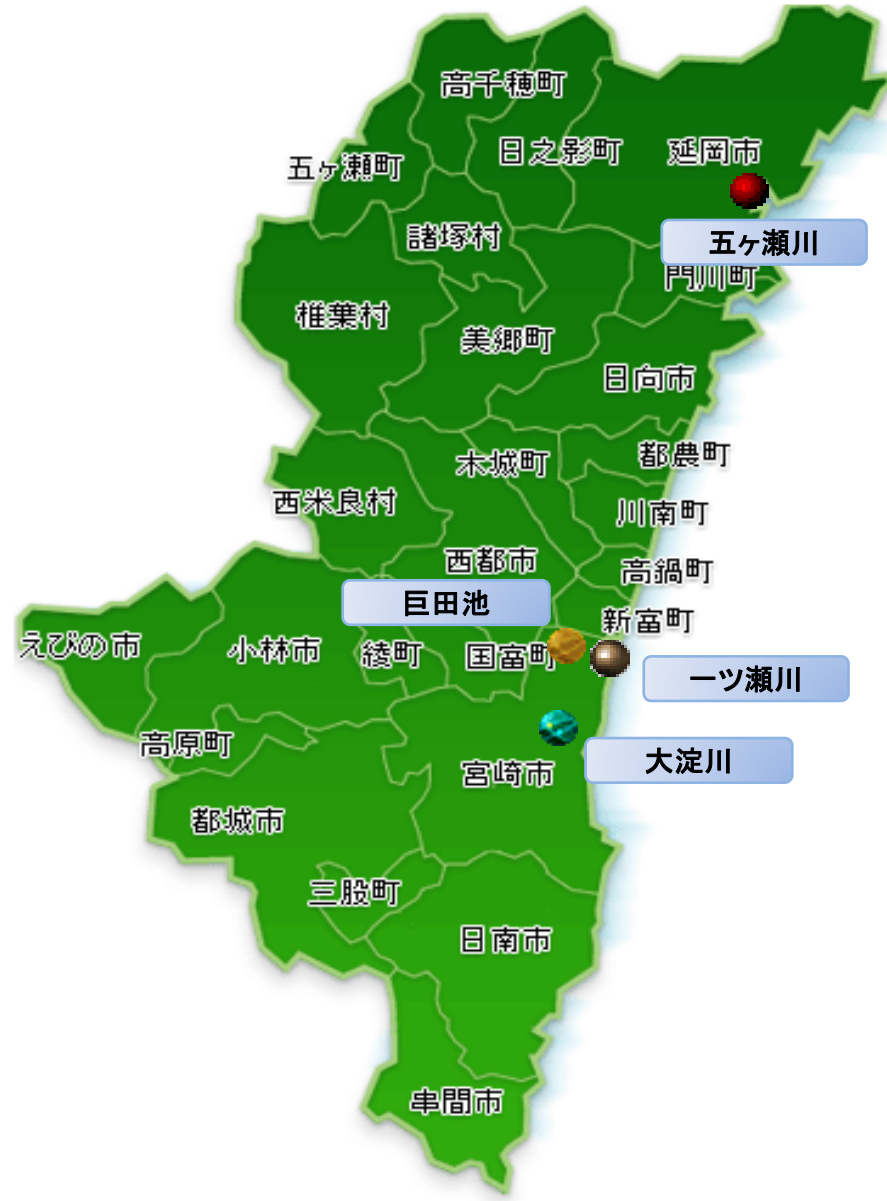 高千穂町
日之影町
延岡市
五ヶ瀬町
諸塚村
五ヶ瀬川
門川町
椎葉村
美郷町
日向市
木城町
都農町
西米良村
川南町
西都市
高鍋町
巨田池
新富町
えびの市
小林市
綾町
国富町
一ツ瀬川
高原町
宮崎市
大淀川
都城市
三股町
日南市
串間市